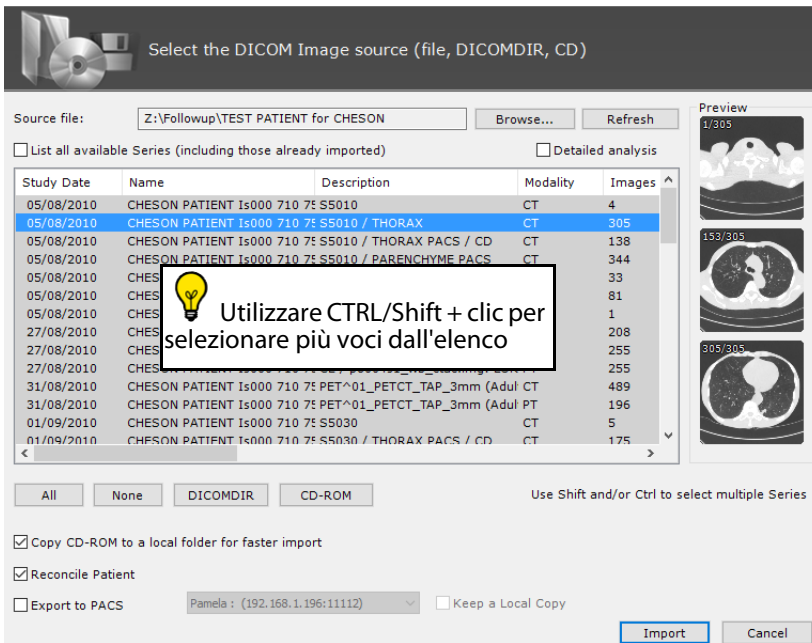 Select the DICOM Image source (file, DICOMDIR, CD)
Source file: Z:\Followup\TEST PATIENT for CHESON Browse... Refresh
List all available Series (including those already imported) Detailed analysis
Study Date Name Description Modality Images
05/08/2010 CHESON PATIENT Is000 710 75 S5010 CT 4
05/08/2010 CHESON PATIENT Is000 710 75 S5010 / THORAX CT 305
05/08/2010 CHESON PATIENT Is000 710 75 S5010 / THORAX PACS / CD CT 138
05/08/2010 CHESON PATIENT Is000 710 75 S5010 / PARENCHYME PACS CT 344
05/08/2010 CHES 33
05/08/2010 CHES 81
05/08/2010 CHES 1
27/08/2010 CHES 208
27/08/2010 CHES 255
27/08/2010 255
Utilizzare CTRL/Shift + clic per
selezionare più voci dall'elenco
31/08/2010 CHESON PATIENT Is000 710 75 PET^01_PETCT_TAP_3mm (Adul CT 489
31/08/2010 CHESON PATIENT Is000 710 75 PET^01_PETCT_TAP_3mm (Adul PT 196
01/09/2010 CHESON PATIENT Is000 710 75 S5030 CT 5
01/09/2010 CHESON PATIENT Is000 710 75 S5030 / THORAX PACS / CD CT 175
Preview
1/305
153/305
305/305
All None DICOMDIR CD-ROM Use Shift and/or Ctrl to select multiple Series
Copy CD-ROM to a local folder for faster import
Reconcile Patient
Export to PACS Pamela : (192.168.1.196:11112) Keep a Local Copy
Import Cancel